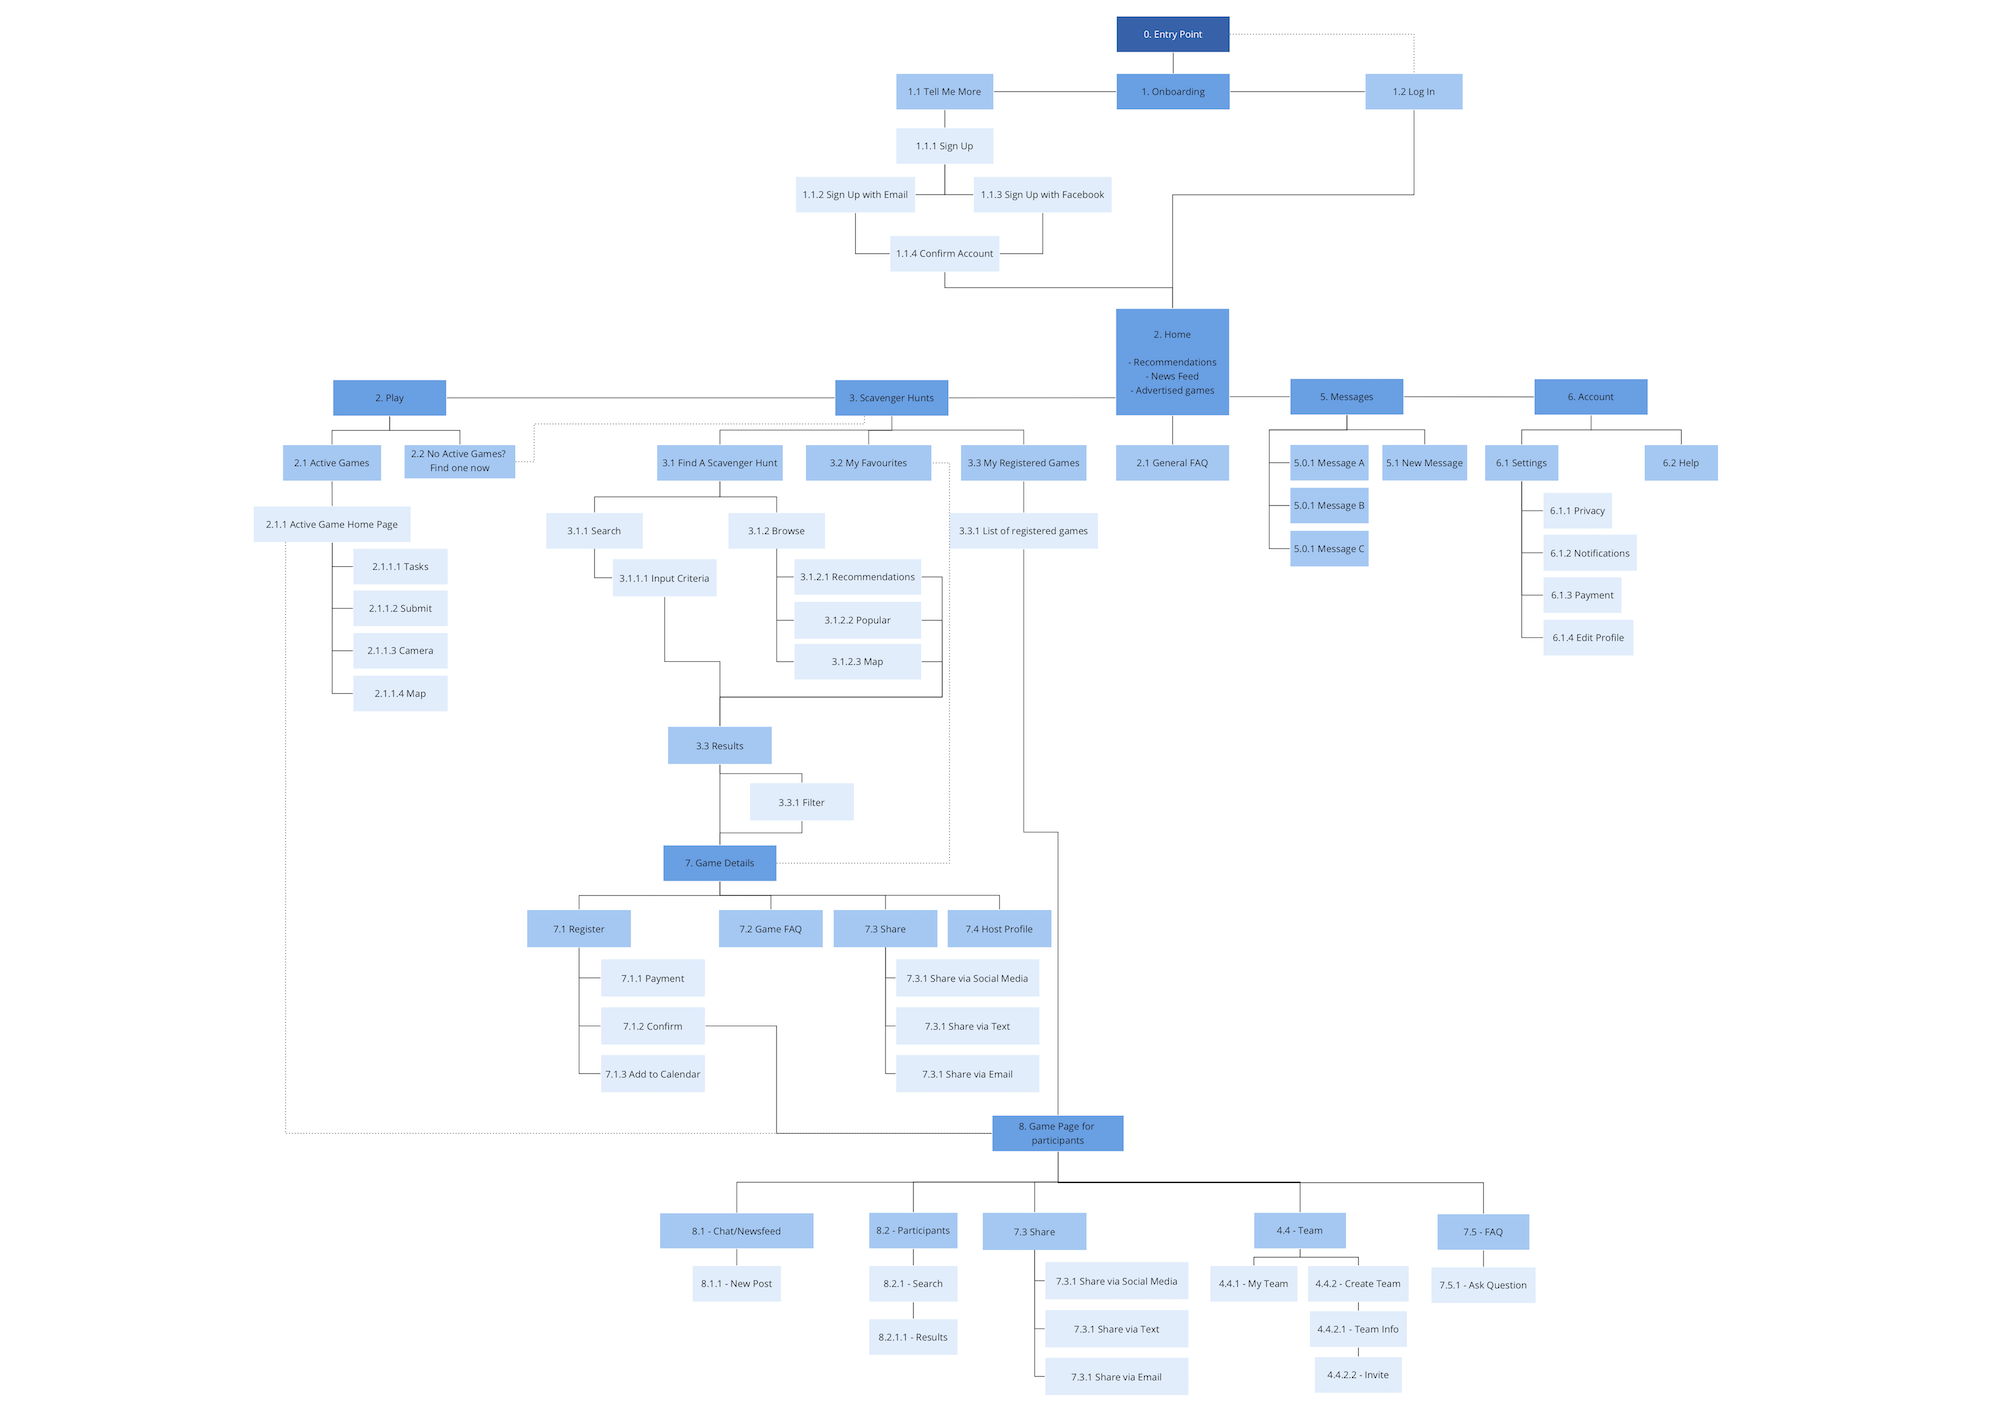 0. Entry Point
1.1 Tell Me More
1. Onboarding
1.2 Log In
1.1.1 Sign Up
1.1.2 Sign Up with Email
1.1.3 Sign Up with Facebook
1.1.4 Confirm Account
2. Home
- Recommendations
- News Feed
- Advertised games
2. Play
3. Scavenger Hunts
5. Messages
6. Account
2.1 Active Games
2.2 No Active Games?
Find one now
3.1 Find A Scavenger Hunt
3.2 My Favourites
3.3 My Registered Games
2.1 General FAQ
5.0.1 Message A
5.1 New Message
6.1 Settings
6.2 Help
5.0.1 Message B
5.0.1 Message C
6.1.1 Privacy
6.1.2 Notifications
6.1.3 Payment
6.1.4 Edit Profile
2.1.1 Active Game Home Page
2.1.1.1 Tasks
2.1.1.2 Submit
2.1.1.3 Camera
2.1.1.4 Map
3.1.1 Search
3.1.2 Browse
3.3.1 List of registered games
3.1.1.1 Input Criteria
3.1.2.1 Recommendations
3.1.2.2 Popular
3.1.2.3 Map
3.3 Results
3.3.1 Filter
7. Game Details
7.1 Register
7.2 Game FAQ
7.3 Share
7.4 Host Profile
7.1.1 Payment
7.1.2 Confirm
7.1.3 Add to Calendar
7.3.1 Share via Social Media
7.3.1 Share via Text
7.3.1 Share via Email
8. Game Page for
participants
8.1 - Chat/Newsfeed
8.2 - Participants
7.3 Share
4.4 - Team
7.5 - FAQ
8.1.1 - New Post
8.2.1 - Search
8.2.1.1 - Results
7.3.1 Share via Social Media
7.3.1 Share via Text
7.3.1 Share via Email
4.4.1 - My Team
4.4.2 - Create Team
4.4.2.1 - Team Info
4.4.2.2 - Invite
7.5.1 - Ask Question